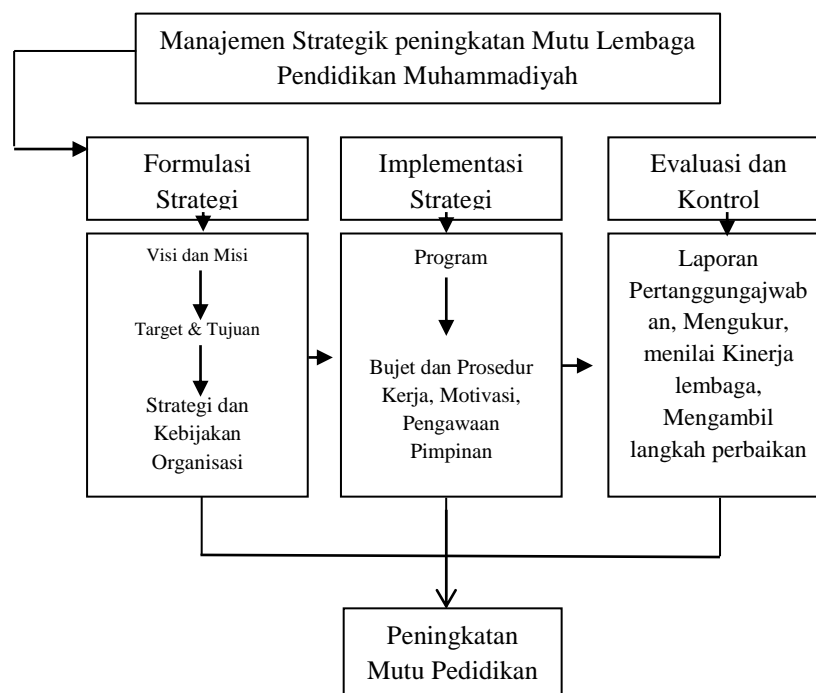 Manajemen Strategik peningkatan Mutu Lembaga
Pendidikan Muhammadiyah
Formulasi
Strategi
Implementasi
Strategi
Evaluasi dan
Kontrol
Visi dan Misi
Target & Tujuan
Strategi dan
Kebijakan
Organisasi
Program
Bujet dan Prosedur
Kerja, Motivasi,
Pengawaan
Pimpinan
Laporan
Pertanggungajwab
an, Mengukur,
menilai Kinerja
lembaga,
Mengambil
langkah perbaikan
Peningkatan
Mutu Pedidikan